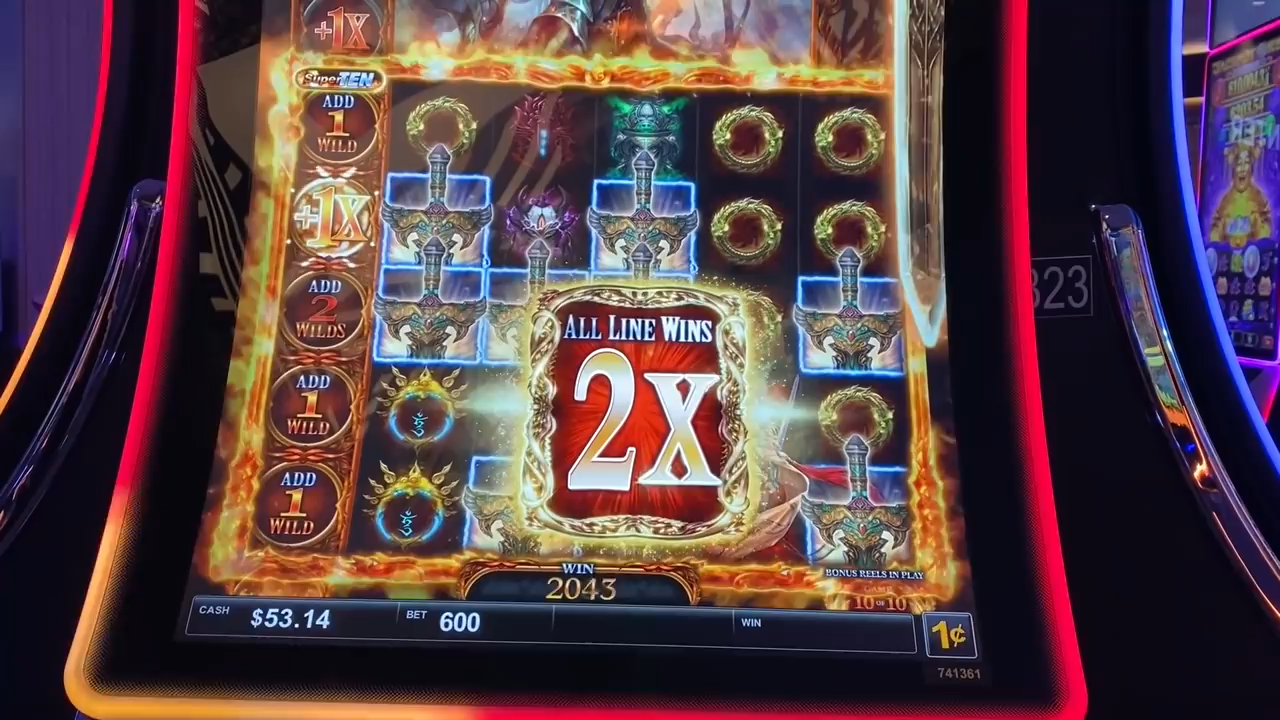 +1X
SuperTEN
ADD
1
WILD
+1X
ADD
2
WILDS
ADD
1
WILD
ADD
1
WILD
ALL LINE WINS
2X
WIN
2043
BONUS REELS IN PLAY
GAME
10 OF 10
CASH $53.14 BET 600 WIN
1¢
741361
323